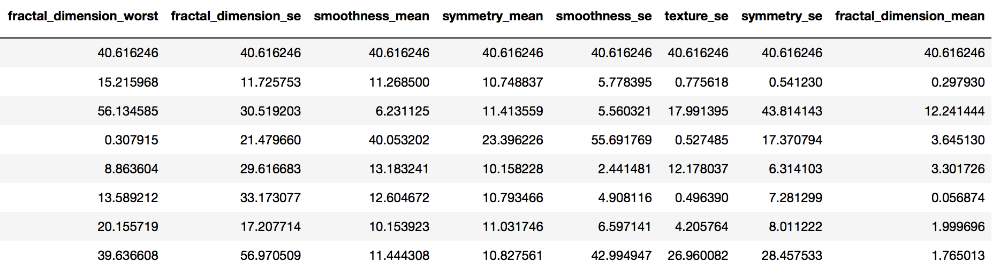 fractal_dimension_worst fractal_dimension_se smoothness_mean symmetry_mean smoothness_se texture_se symmetry_se fractal_dimension_mean
40.616246 40.616246 40.616246 40.616246 40.616246 40.616246 40.616246 40.616246
15.215968 11.725753 11.268500 10.748837 5.778395 0.775618 0.541230 0.297930
56.134585 30.519203 6.231125 11.413559 5.560321 17.991395 43.814143 12.241444
0.307915 21.479660 40.053202 23.396226 55.691769 0.527485 17.370794 3.645130
8.863604 29.616683 13.183241 10.158228 2.441481 12.178037 6.314103 3.301726
13.589212 33.173077 12.604672 10.793466 4.908116 0.496390 7.281299 0.056874
20.155719 17.207714 10.153923 11.031746 6.597141 4.205764 8.011222 1.999696
39.636608 56.970509 11.444308 10.827561 42.994947 26.960082 28.457533 1.765013